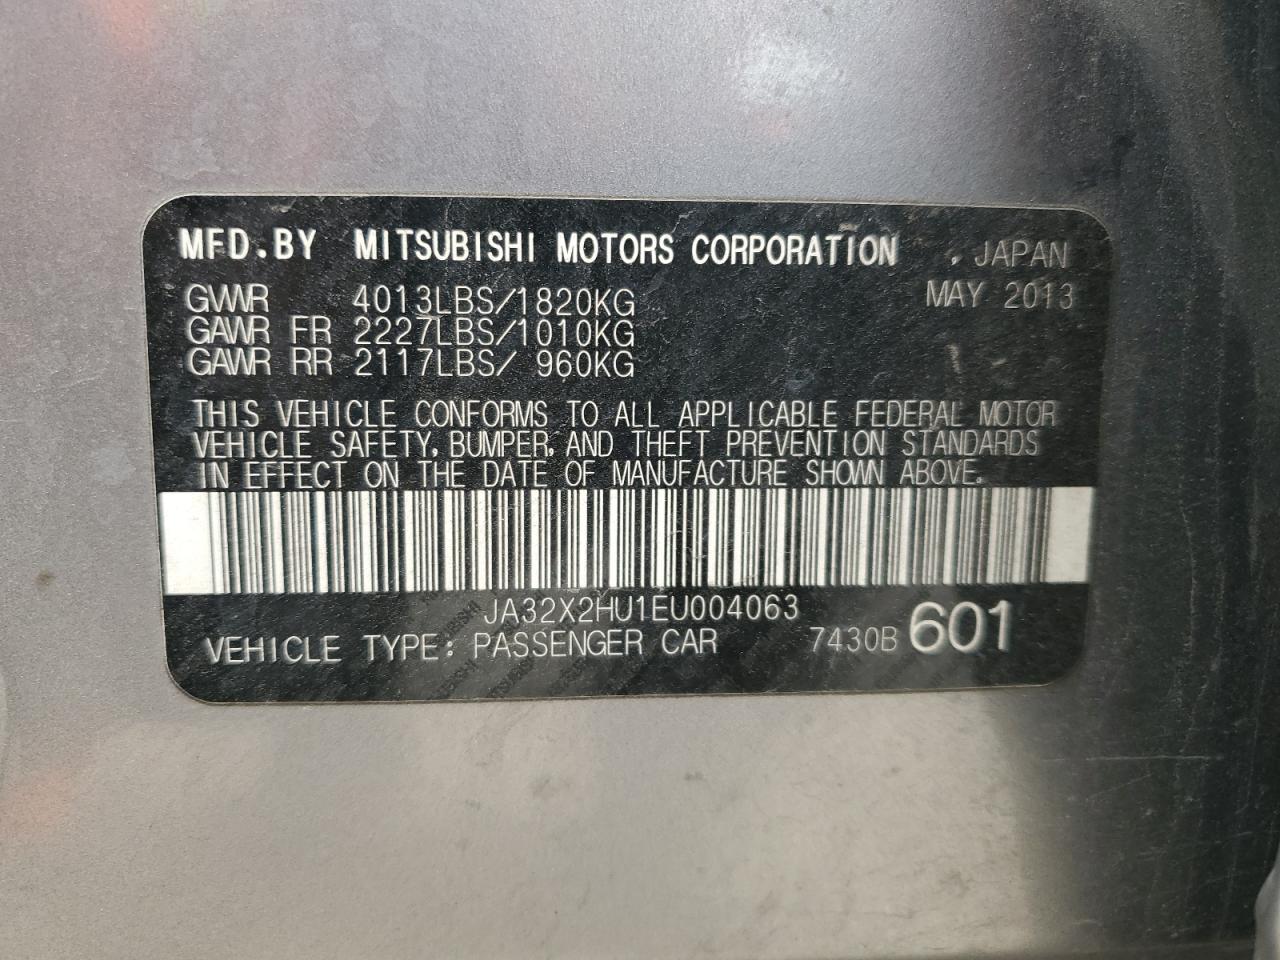 MFD.BY MITSUBISHI MOTORS CORPORATION , JAPAN
GVWR 4013LBS/1820KG MAY 2013
GAWR FR 2227LBS/1010KG
GAWR RR 2117LBS/ 960KG
THIS VEHICLE CONFORMS TO ALL APPLICABLE FEDERAL MOTOR
VEHICLE SAFETY, BUMPER, AND THEFT PREVENTION STANDARDS
IN EFFECT ON THE DATE OF MANUFACTURE SHOWN ABOVE.
JA32X2HU1EU004063
VEHICLE TYPE: PASSENGER CAR 7430B 601